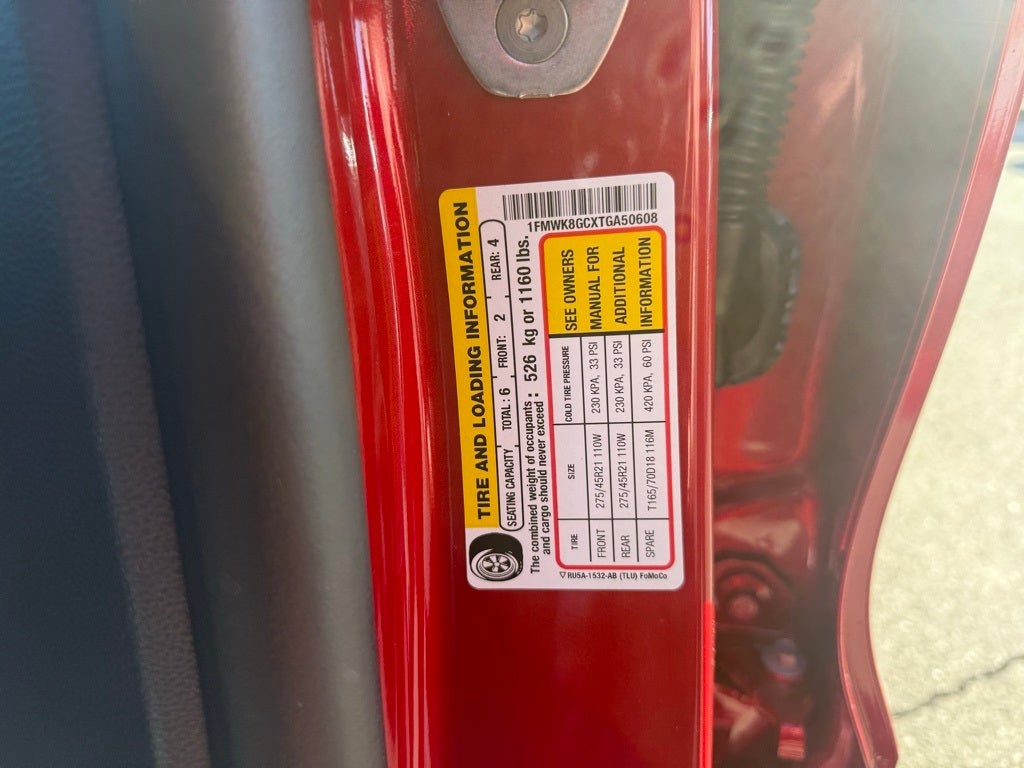 1FMWK8GCXTGA50608
TIRE AND LOADING INFORMATION
SEATING CAPACITY TOTAL: 6 FRONT: 2 REAR: 4
The combined weight of occupants
and cargo should never exceed: 526 kg or 1160 lbs.
TIRE SIZE COLD TIRE PRESSURE
FRONT 275/45R21 110W 230 KPA, 33 PSI
REAR 275/45R21 110W 230 KPA, 33 PSI
SPARE T165/70D18 116M 420 KPA, 60 PSI
SEE OWNERS
MANUAL FOR
ADDITIONAL
INFORMATION
RU5A-1532-AB (TLU) FoMoCo